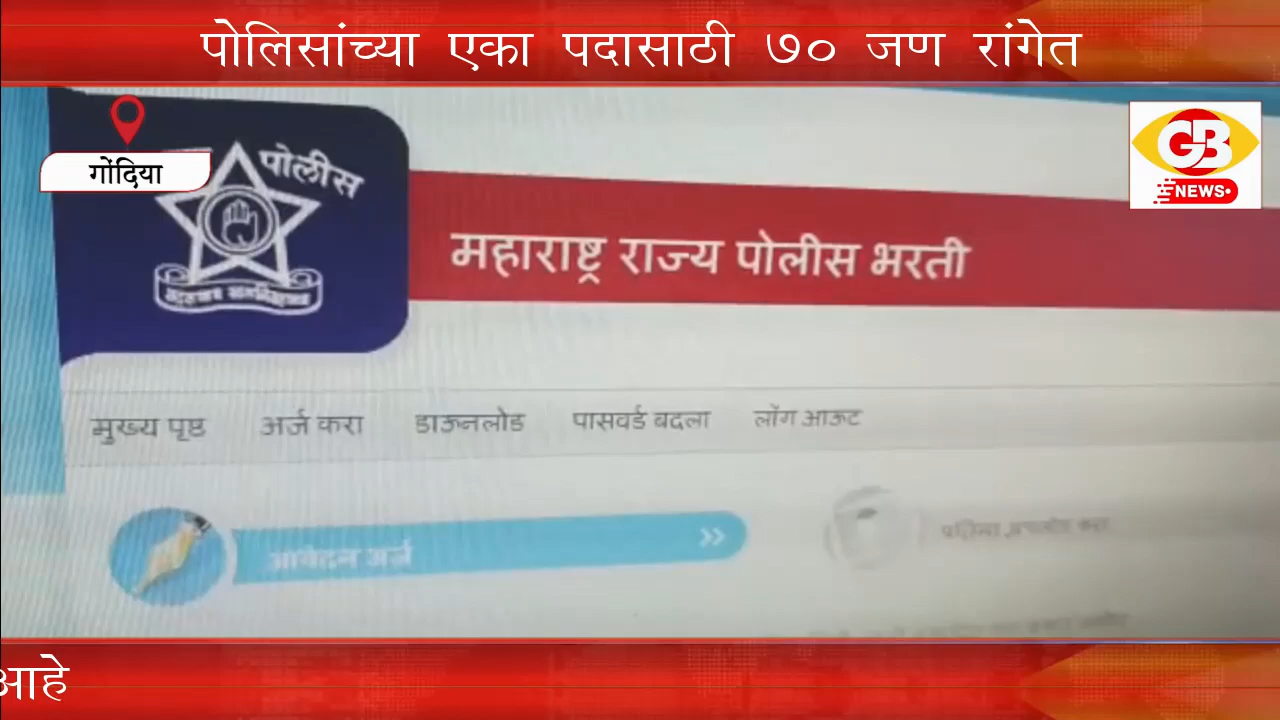 पोलिसांच्या एका पदासाठी ७० जण रांगेत
गोंदिया
पोलीस
GB
NEWS
महाराष्ट्र राज्य पोलीस भरती
मुख्य पृष्ठ अर्ज करा डाऊनलोड पासवर्ड बदला लॉग आऊट
आवेदन अर्ज
आहे